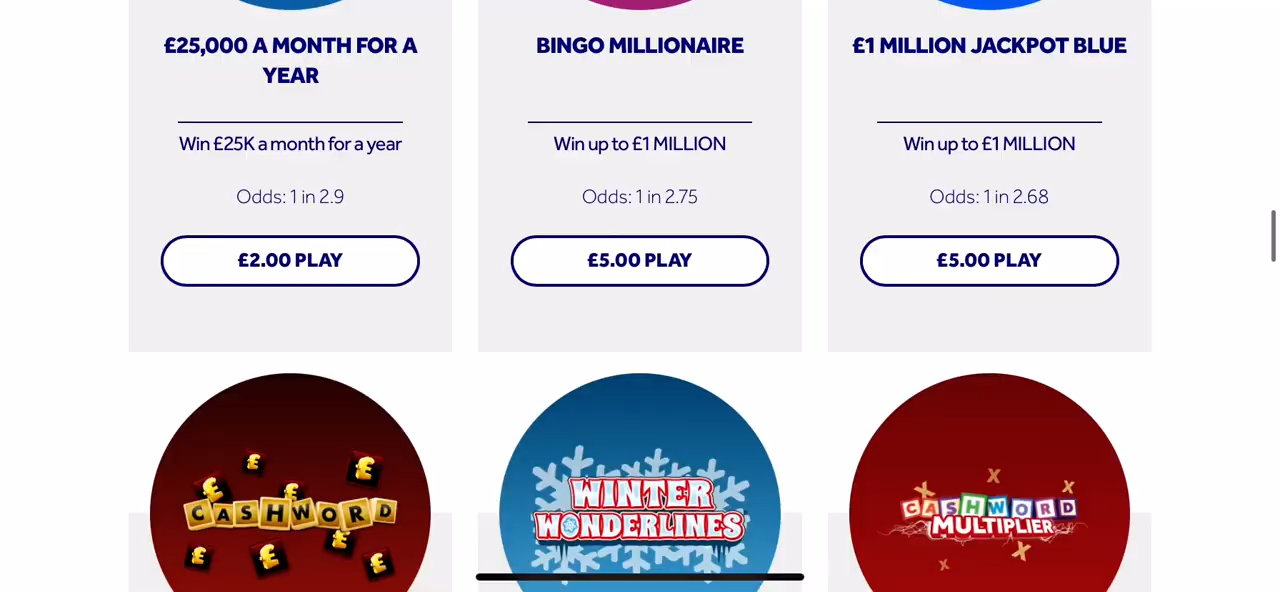 £25,000 A MONTH FOR A
YEAR
Win £25K a month for a year
Odds: 1 in 2.9
£2.00 PLAY
BINGO MILLIONAIRE
Win up to £1 MILLION
Odds: 1 in 2.75
£5.00 PLAY
£1 MILLION JACKPOT BLUE
Win up to £1 MILLION
Odds: 1 in 2.68
£5.00 PLAY
CASHWORD
WINTER
WONDERLINES
CASHWORD
MULTIPLIER